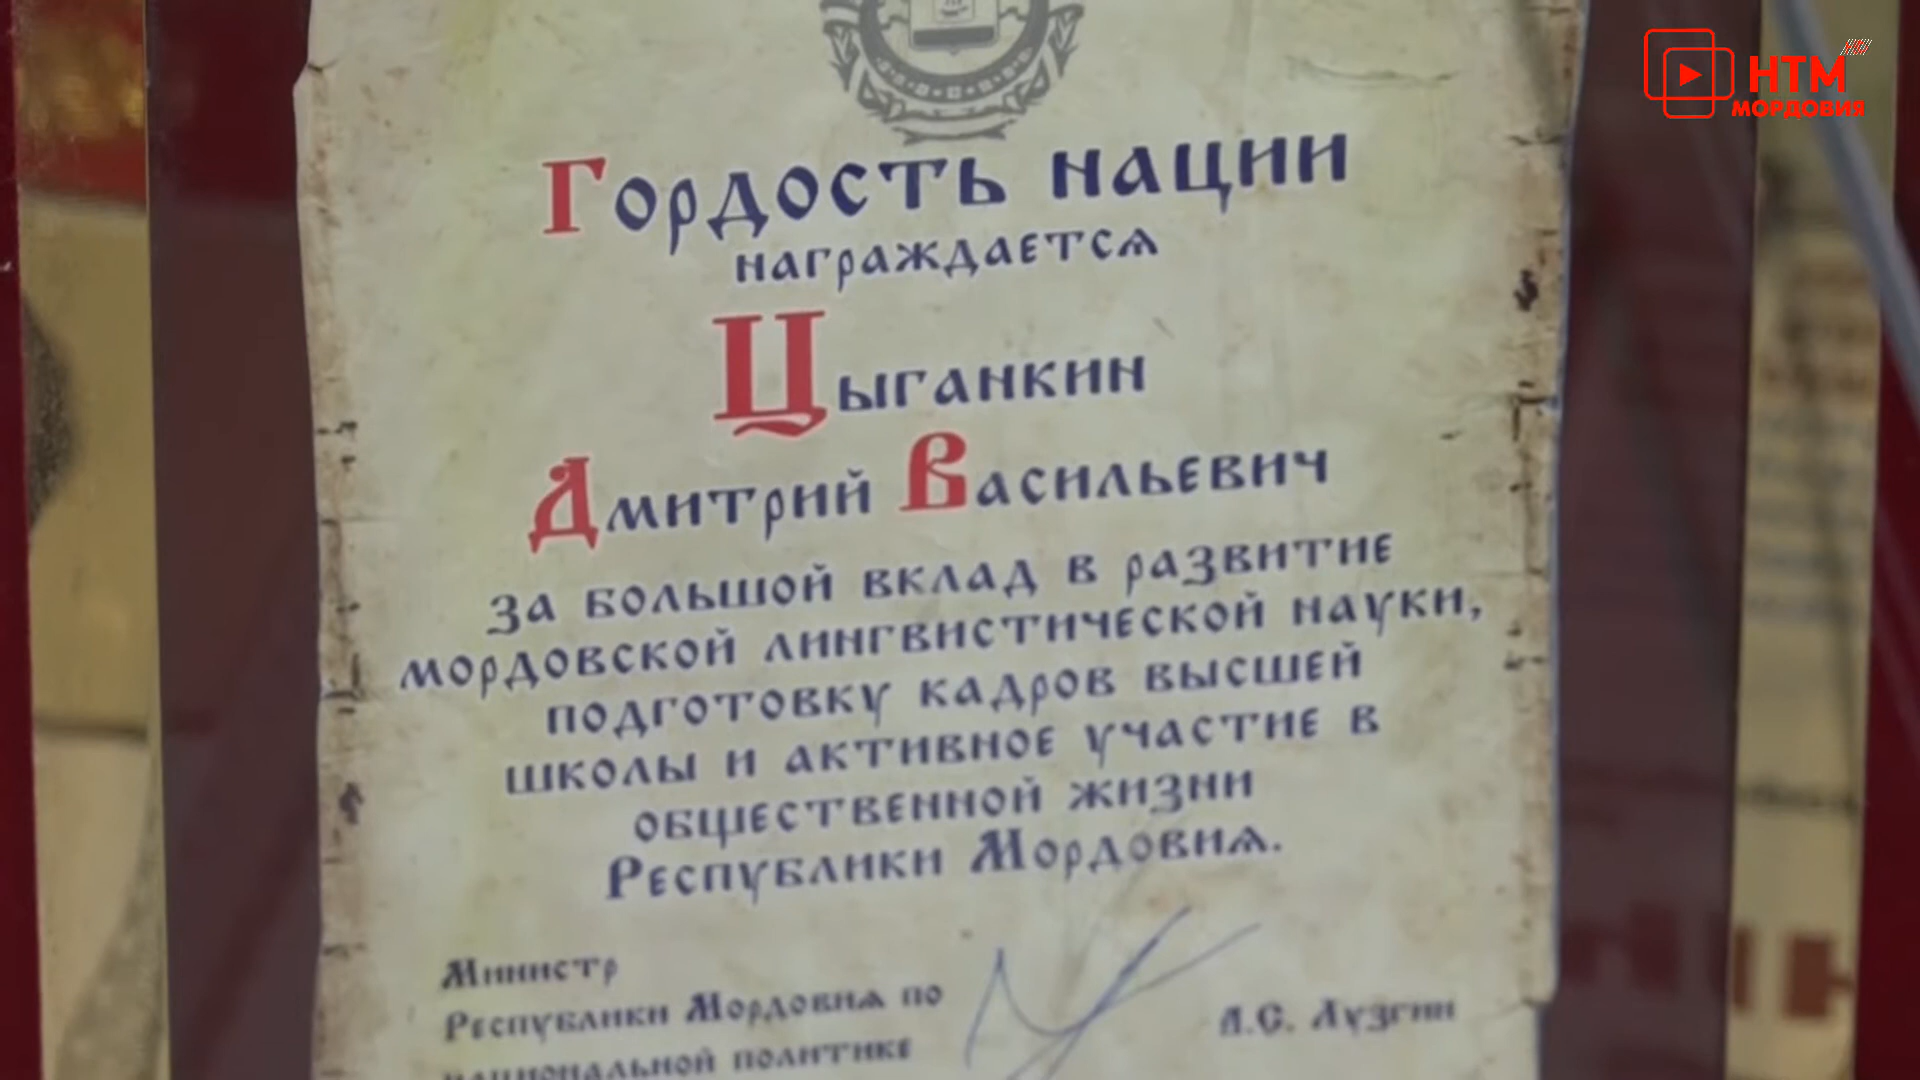 НТМ
МОРДОВИЯ
Гордость нации
награждается
Цыганкин
Дмитрий Васильевич
за большой вклад в развитие
мордовской лингвистической науки,
подготовку кадров высшей
школы и активное участие в
общественной жизни
Республики Мордовия.
Министр
Республики Мордовия по
национальной политике
А.С. Лузгин